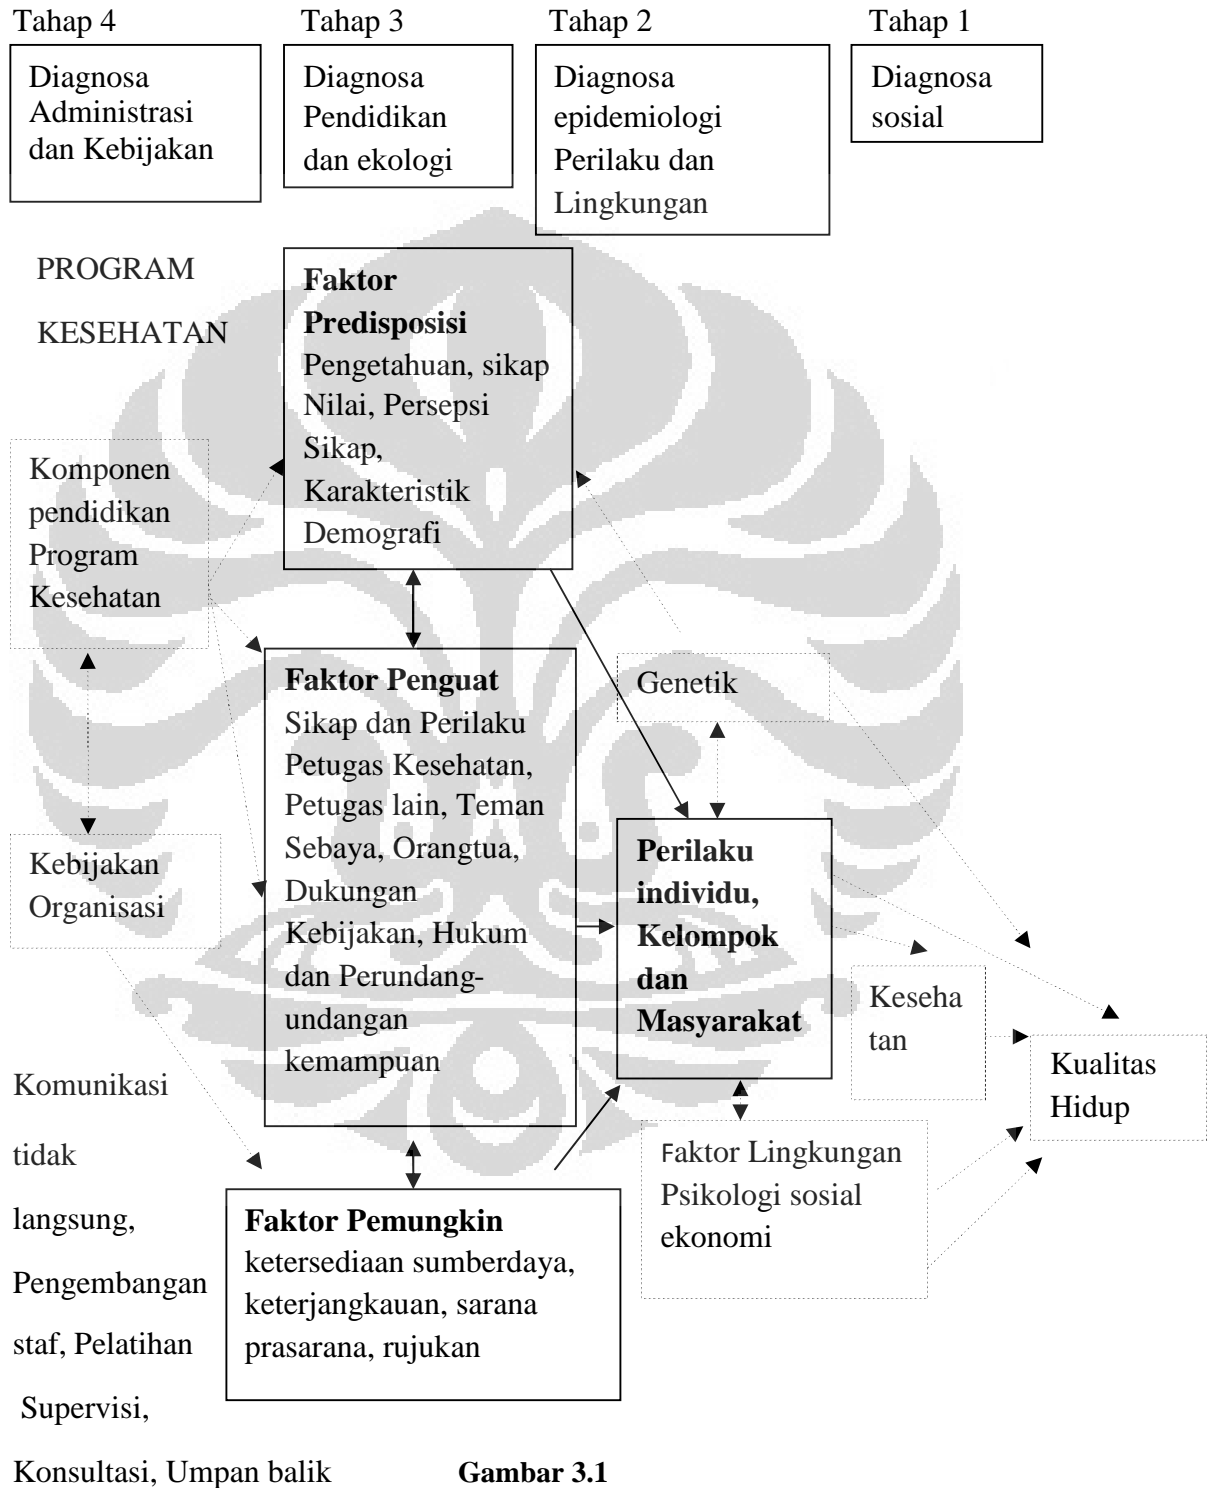 Tahap 4
Tahap 3
Tahap 2
Tahap 1
Diagnosa
Administrasi
dan Kebijakan
Diagnosa
Pendidikan
dan ekologi
Diagnosa
epidemiologi
Perilaku dan
Lingkungan
Diagnosa
sosial
PROGRAM
KESEHATAN
Faktor
Predisposisi
Pengetahuan, sikap
Nilai, Persepsi
Sikap,
Karakteristik
Demografi
Komponen
pendidikan
Program
Kesehatan
Faktor Penguat
Sikap dan Perilaku
Petugas Kesehatan,
Petugas lain, Teman
Sebaya, Orangtua,
Dukungan
Kebijakan, Hukum
dan Perundang-
undangan
kemampuan
Genetik
Kebijakan
Organisasi
Perilaku
individu,
Kelompok
dan
Masyarakat
Keseha
tan
Kualitas
Hidup
Faktor Lingkungan
Psikologi sosial
ekonomi
Faktor Pemungkin
ketersediaan sumberdaya,
keterjangkauan, sarana
prasarana, rujukan
Komunikasi
tidak
langsung,
Pengembangan
staf, Pelatihan
Supervisi,
Konsultasi, Umpan balik
Gambar 3.1